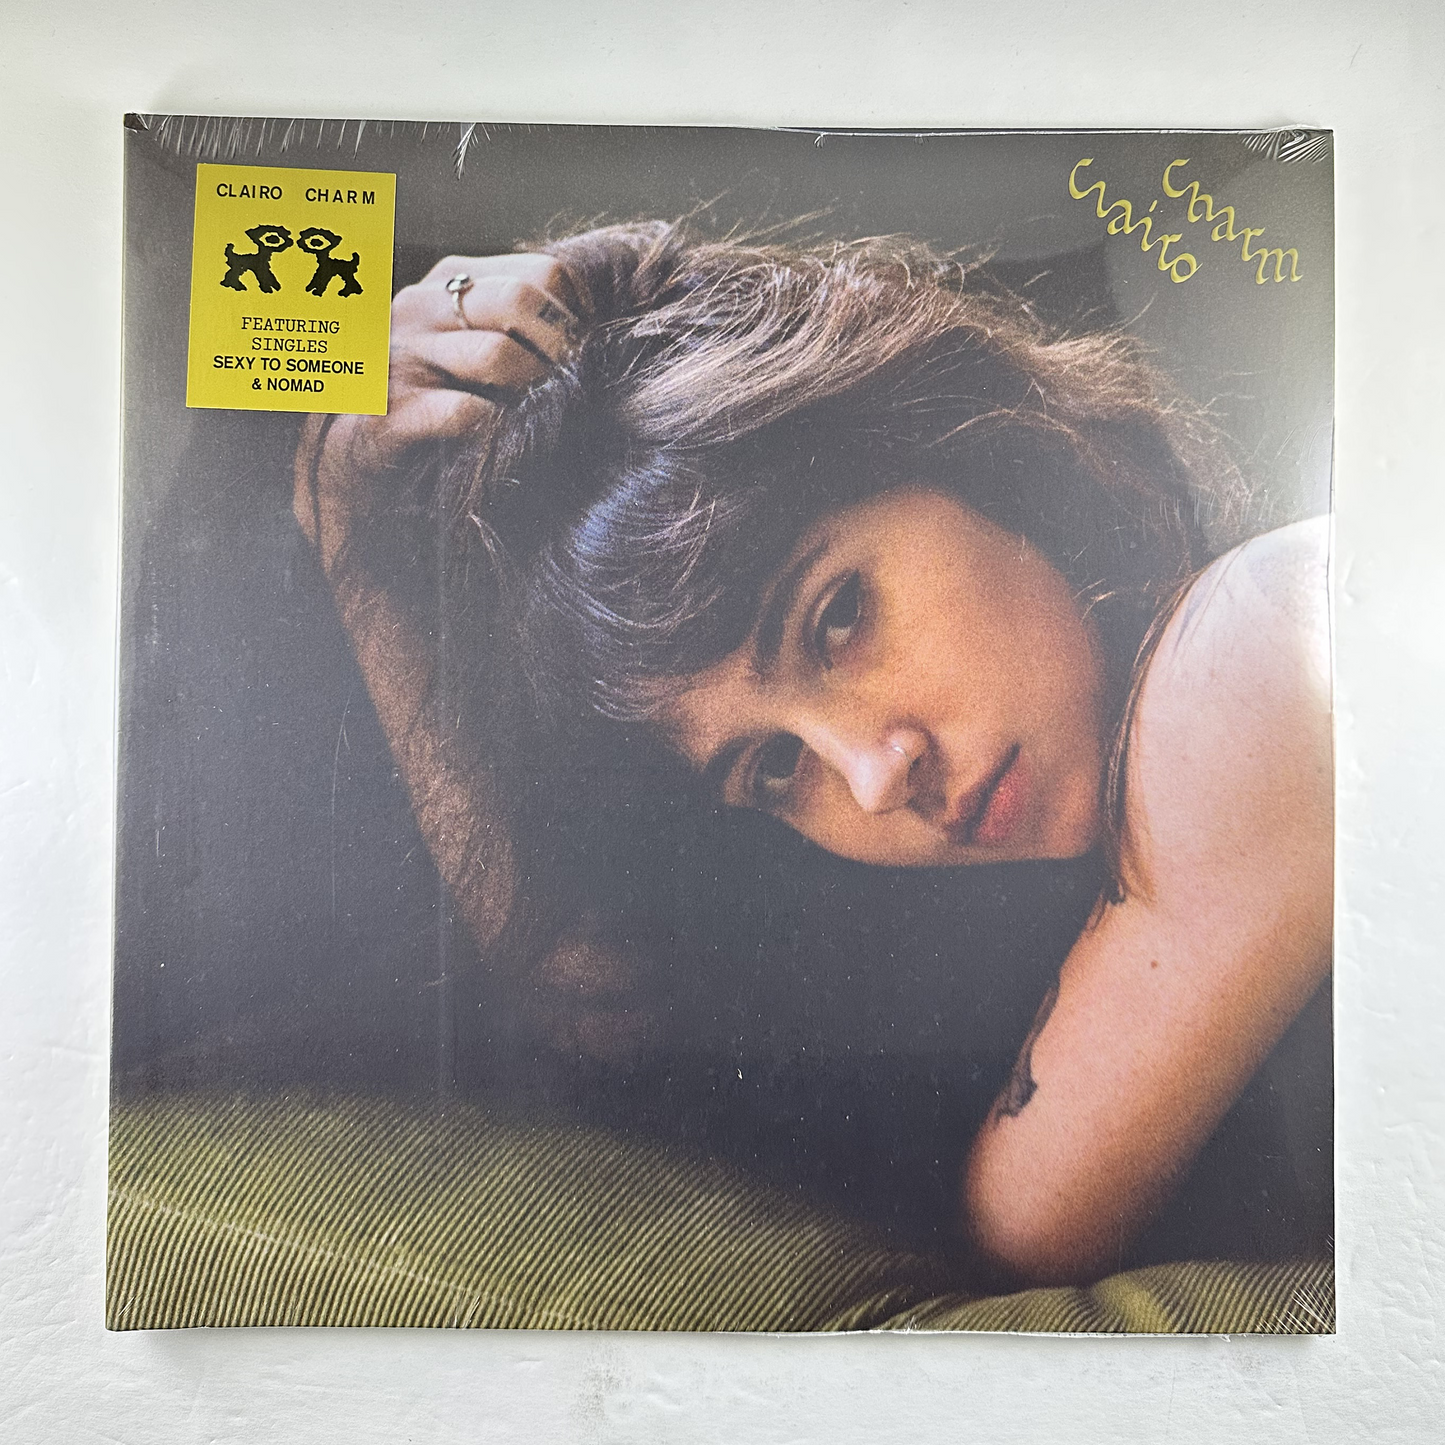 CLAIRO CHARM
FEATURING
SINGLES
SEXY TO SOMEONE
& NOMAD
Clairo
Charm